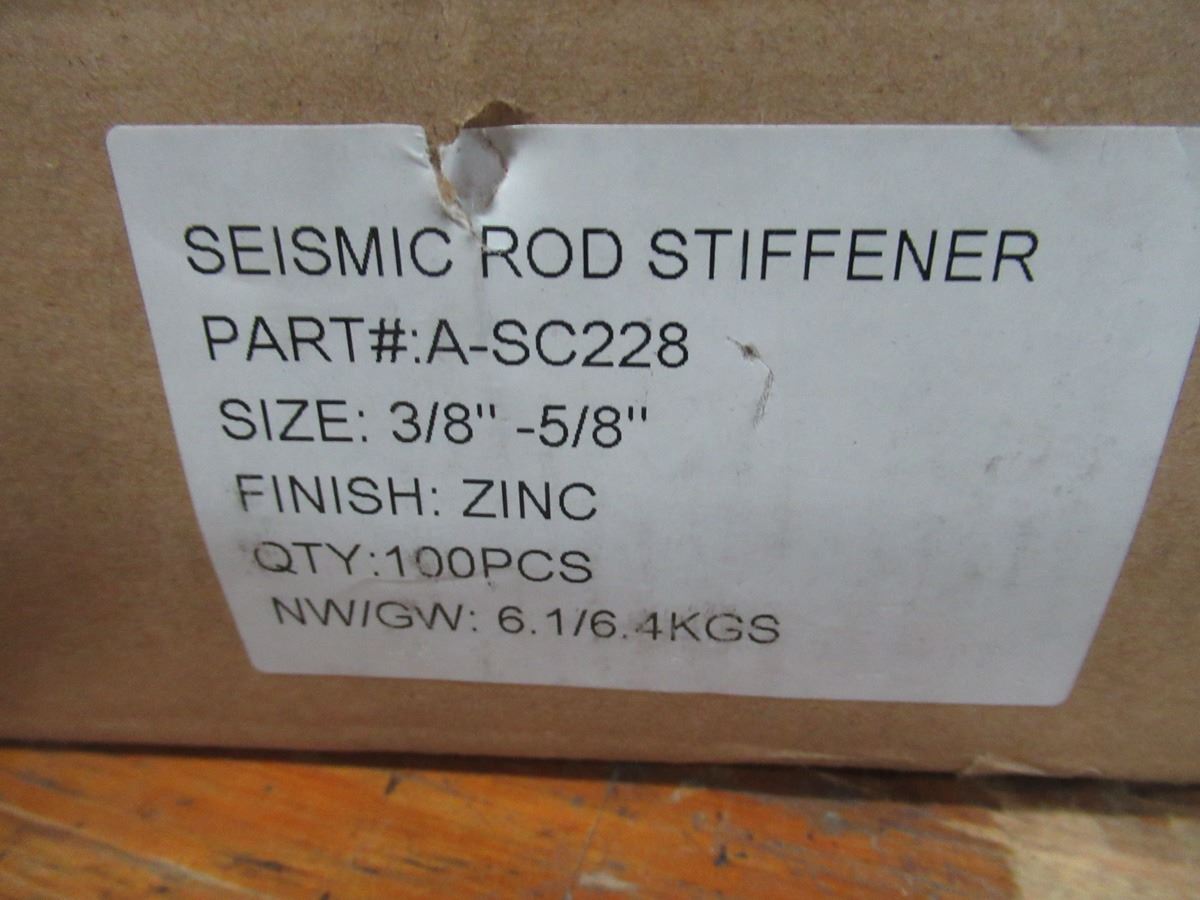 SEISMIC ROD STIFFENER
PART#:A-SC228
SIZE: 3/8" -5/8"
FINISH: ZINC
QTY:100PCS
NW/GW: 6.1/6.4KGS